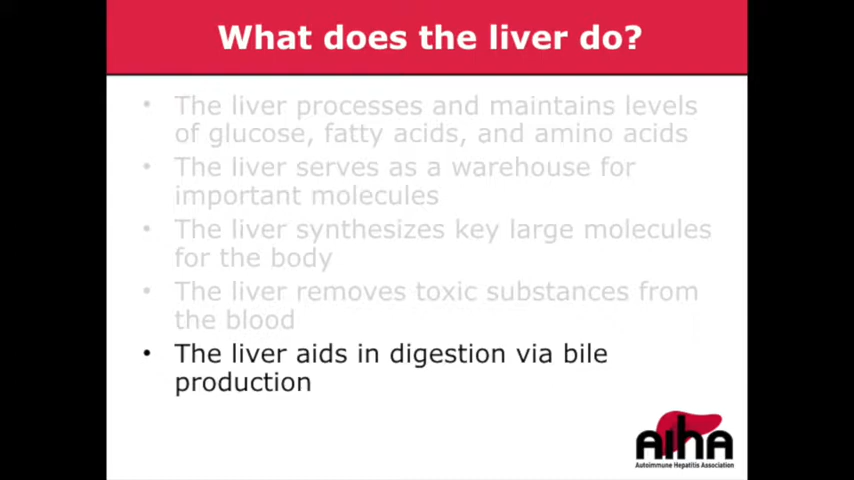 What does the liver do?
• The liver processes and maintains levels
of glucose, fatty acids, and amino acids
• The liver serves as a warehouse for
important molecules
• The liver synthesizes key large molecules
for the body
• The liver removes toxic substances from
the blood
• The liver aids in digestion via bile
production
AIHA
Autoimmune Hepatitis Association